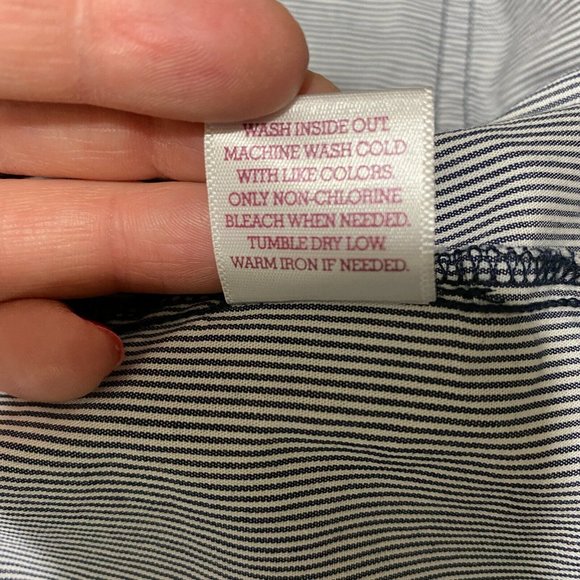 WASH INSIDE OUT.
MACHINE WASH COLD
WITH LIKE COLORS.
ONLY NON-CHLORINE
BLEACH WHEN NEEDED.
TUMBLE DRY LOW.
WARM IRON IF NEEDED.